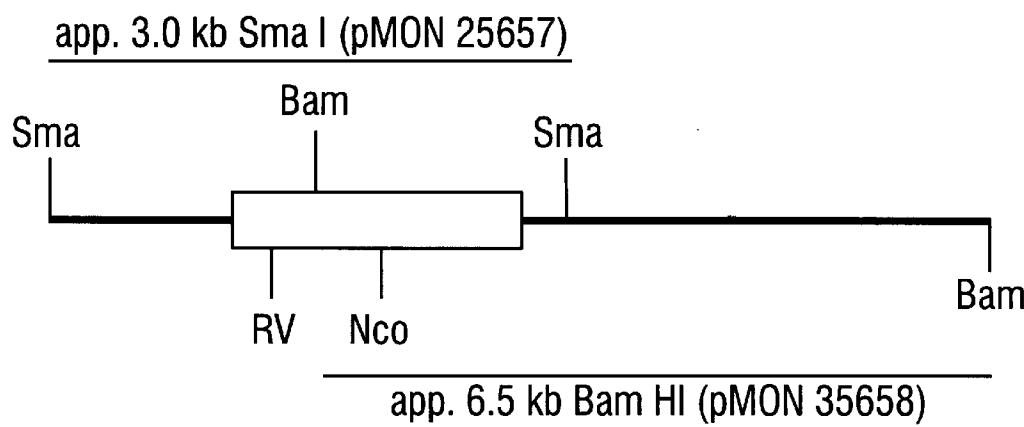 app. 3.0 kb Sma I (pMON 25657)
Bam
Sma
Sma
Bam
RV
Nco
app. 6.5 kb Bam HI (pMON 35658)